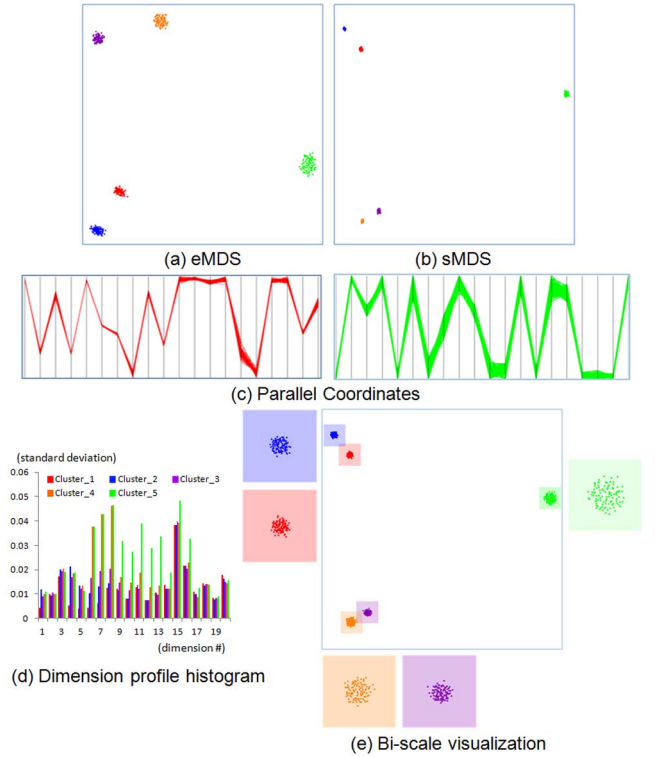 (a) eMDS
(b) sMDS
(c) Parallel Coordinates
(standard deviation)
0.06
0.05
0.04
0.03
0.02
0.01
0
Cluster_1 Cluster_2 Cluster_3
Cluster_4 Cluster_5
1 3 5 7 9 11 13 15 17 19
(dimension #)
(d) Dimension profile histogram
(e) Bi-scale visualization